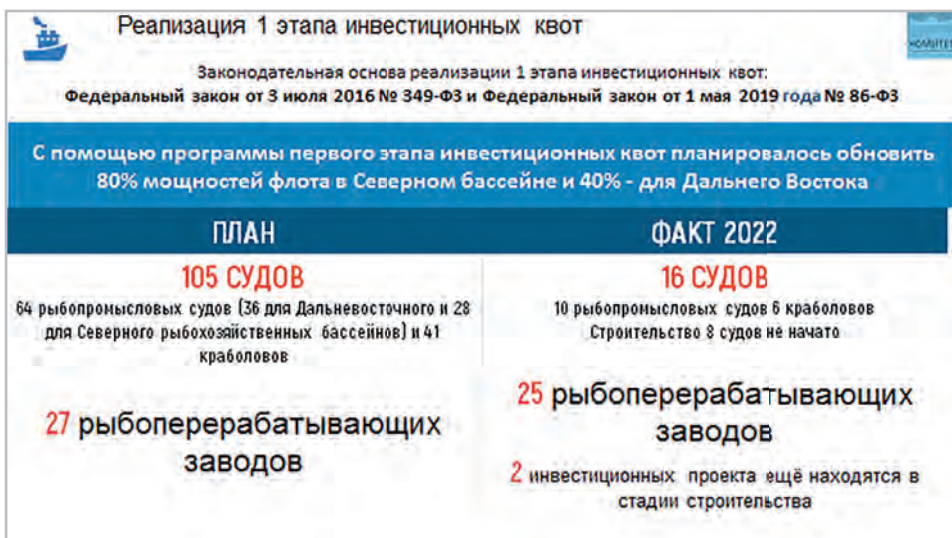 Реализация 1 этапа инвестиционных квот
КОМИТЕТ
Законодательная основа реализации 1 этапа инвестиционных квот:
Федеральный закон от 3 июля 2016 № 349-ФЗ и Федеральный закон от 1 мая 2019 года № 86-ФЗ
С помощью программы первого этапа инвестиционных квот планировалось обновить
80% мощностей флота в Северном бассейне и 40% - для Дальнего Востока
ПЛАН
105 СУДОВ
64 рыбопромысловых судов (36 для Дальневосточного и 28
для Северного рыбохозяйственных бассейнов) и 41
краболовов
27 рыбоперерабатывающих
заводов
ФАКТ 2022
16 СУДОВ
10 рыбопромысловых судов 6 краболовов
Строительство 8 судов не начато
25 рыбоперерабатывающих
заводов
2 инвестиционных проекта ещё находятся в
стадии строительства